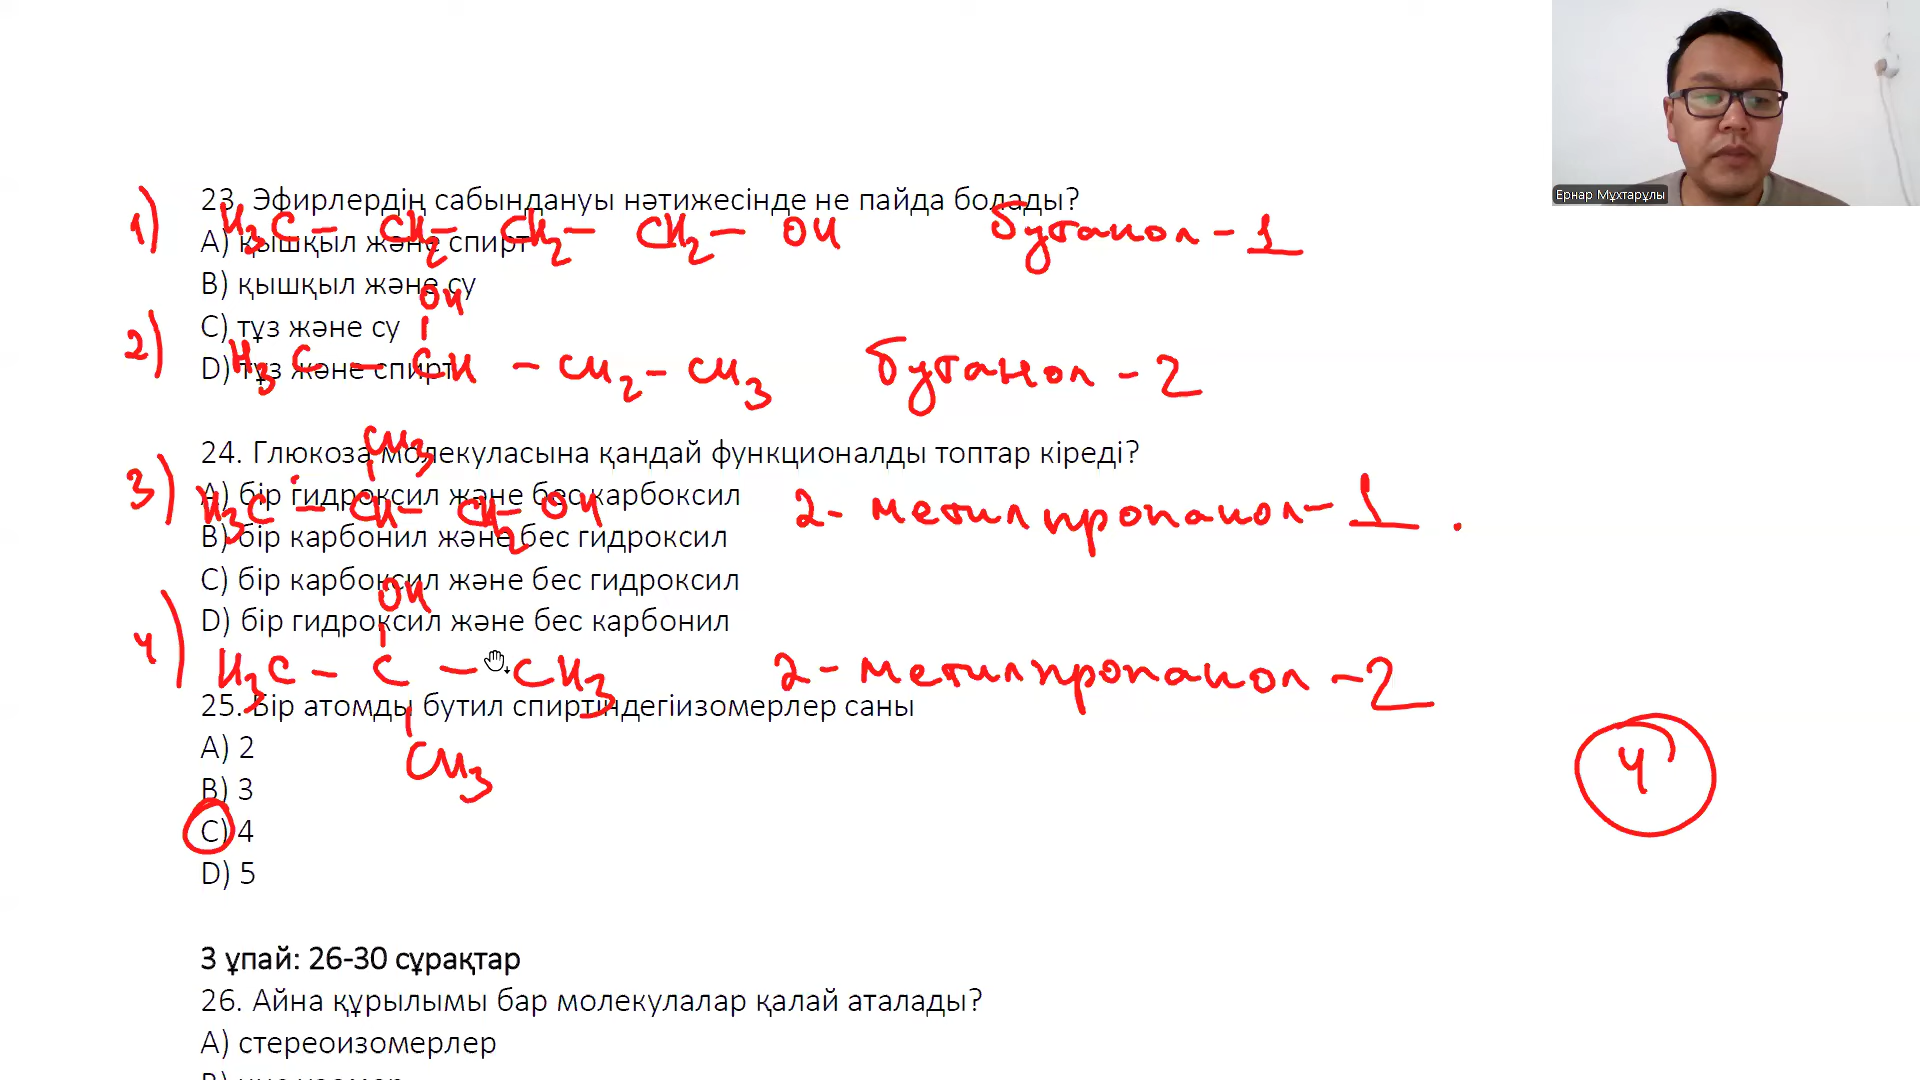 Ернар Мұхтарұлы
23. Эфирлердің сабындануы нәтижесінде не пайда болады?
1) H3C - CH2 - CH2 - CH2 - OH бутанол - 1
A) қышқыл және спирт
B) қышқыл және су
OH
C) тұз және су
2) H3C - CH - CH2 - CH3 бутанол - 2
D) тұз және спирт
CH3
24. Глюкоза молекуласына қандай функционалды топтар кіреді?
A) бір гидроксил және бес карбоксил
3) H3C - CH - CH2 - OH 2 - метилпропанол - 1.
B) бір карбонил және бес гидроксил
C) бір карбоксил және бес гидроксил
OH
D) бір гидроксил және бес карбонил
4) H3C - C - CH3 2 - метилпропанол - 2
25. Бір атомды бутил спиртіндегіизомерлер саны
A) 2
CH3
4
B) 3
C) 4
D) 5
3 ұпай: 26-30 сұрақтар
26. Айна құрылымы бар молекулалар қалай аталады?
A) стереоизомерлер